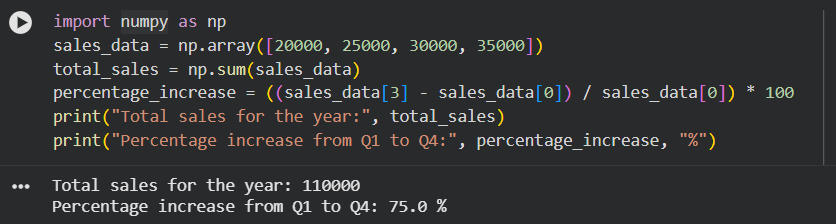 import numpy as np
sales_data = np.array([20000, 25000, 30000, 35000])
total_sales = np.sum(sales_data)
percentage_increase = ((sales_data[3] - sales_data[0]) / sales_data[0]) * 100
print("Total sales for the year:", total_sales)
print("Percentage increase from Q1 to Q4:", percentage_increase, "%")
Total sales for the year: 110000
Percentage increase from Q1 to Q4: 75.0 %